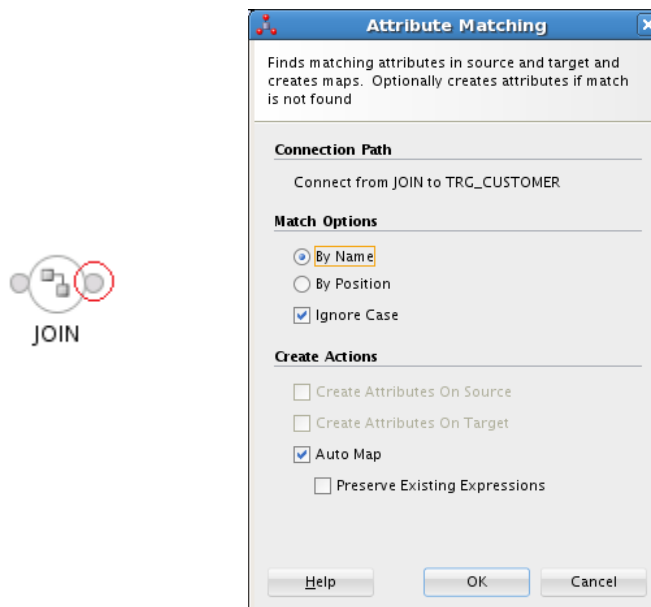 JOIN
Attribute Matching
Finds matching attributes in source and target and
creates maps. Optionally creates attributes if match
is not found
Connection Path
Connect from JOIN to TRG_CUSTOMER
Match Options
By Name
By Position
Ignore Case
Create Actions
Create Attributes On Source
Create Attributes On Target
Auto Map
Preserve Existing Expressions
Help OK Cancel